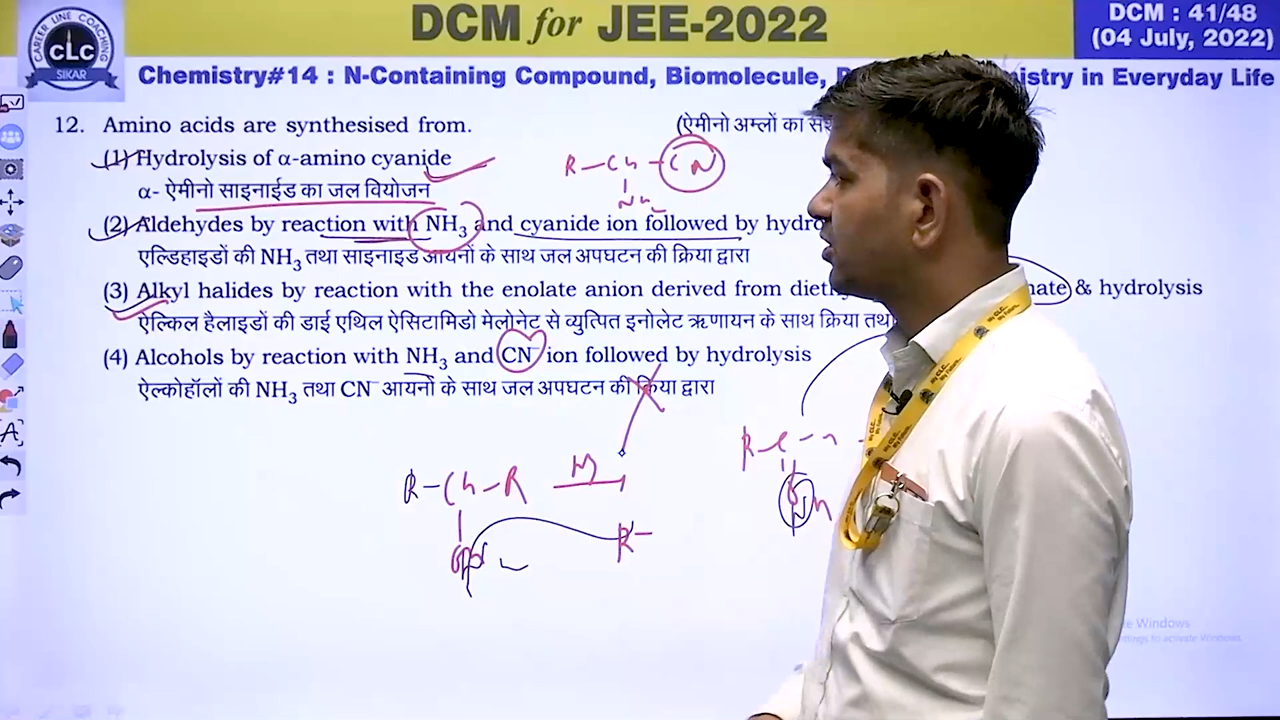 DCM for JEE-2022
DCM : 41/48
(04 July, 2022)
CAREER LINE COACHING
CLC
SIKAR
Chemistry#14 : N-Containing Compound, Biomolecule, in Everyday Life
12. Amino acids are synthesised from.
(ऐमीनो अम्लों का
(1) Hydrolysis of α-amino cyanide
α- ऐमीनो साइनाईड का जल वियोजन
R-Ch-CN
(2) Aldehydes by reaction with NH3 and cyanide ion followed by
एल्डिहाइडों की NH3 तथा साइनाइड आयनों के साथ जल अपघटन की क्रिया द्वारा
(3) Alkyl halides by reaction with the enolate anion derived from & hydrolysis
ऐल्किल हैलाइडों की डाई एथिल ऐसिटामिडो मेलोनेट से व्युत्पित इनोलेट ऋणायन के साथ क्रिया
(4) Alcohols by reaction with NH3 and CN⁻ ion followed by hydrolysis
ऐल्कोहॉलों की NH3 तथा CN⁻ आयनों के साथ जल अपघटन की क्रिया द्वारा
R-Ch-R